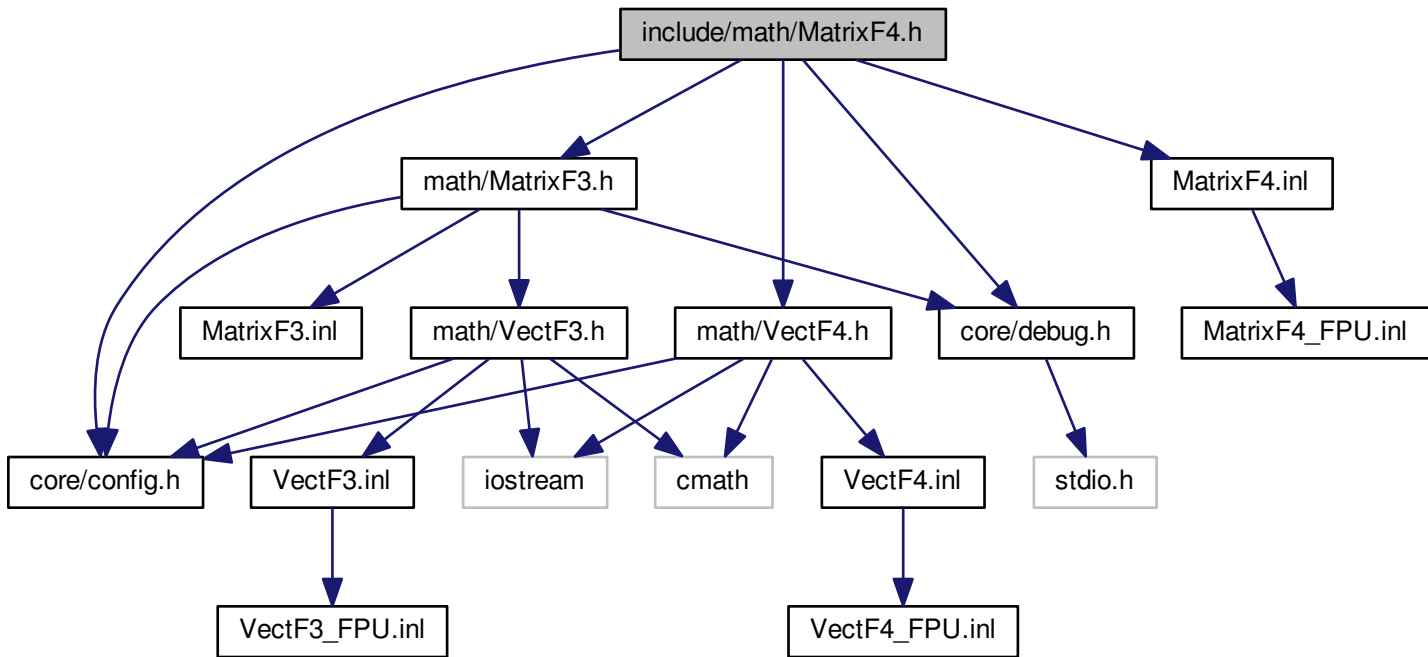 include/math/MatrixF4.h
math/MatrixF3.h
MatrixF4.inl
MatrixF3.inl
math/VectF3.h
math/VectF4.h
core/debug.h
MatrixF4_FPU.inl
core/config.h
VectF3.inl
iostream
cmath
VectF4.inl
stdio.h
VectF3_FPU.inl
VectF4_FPU.inl